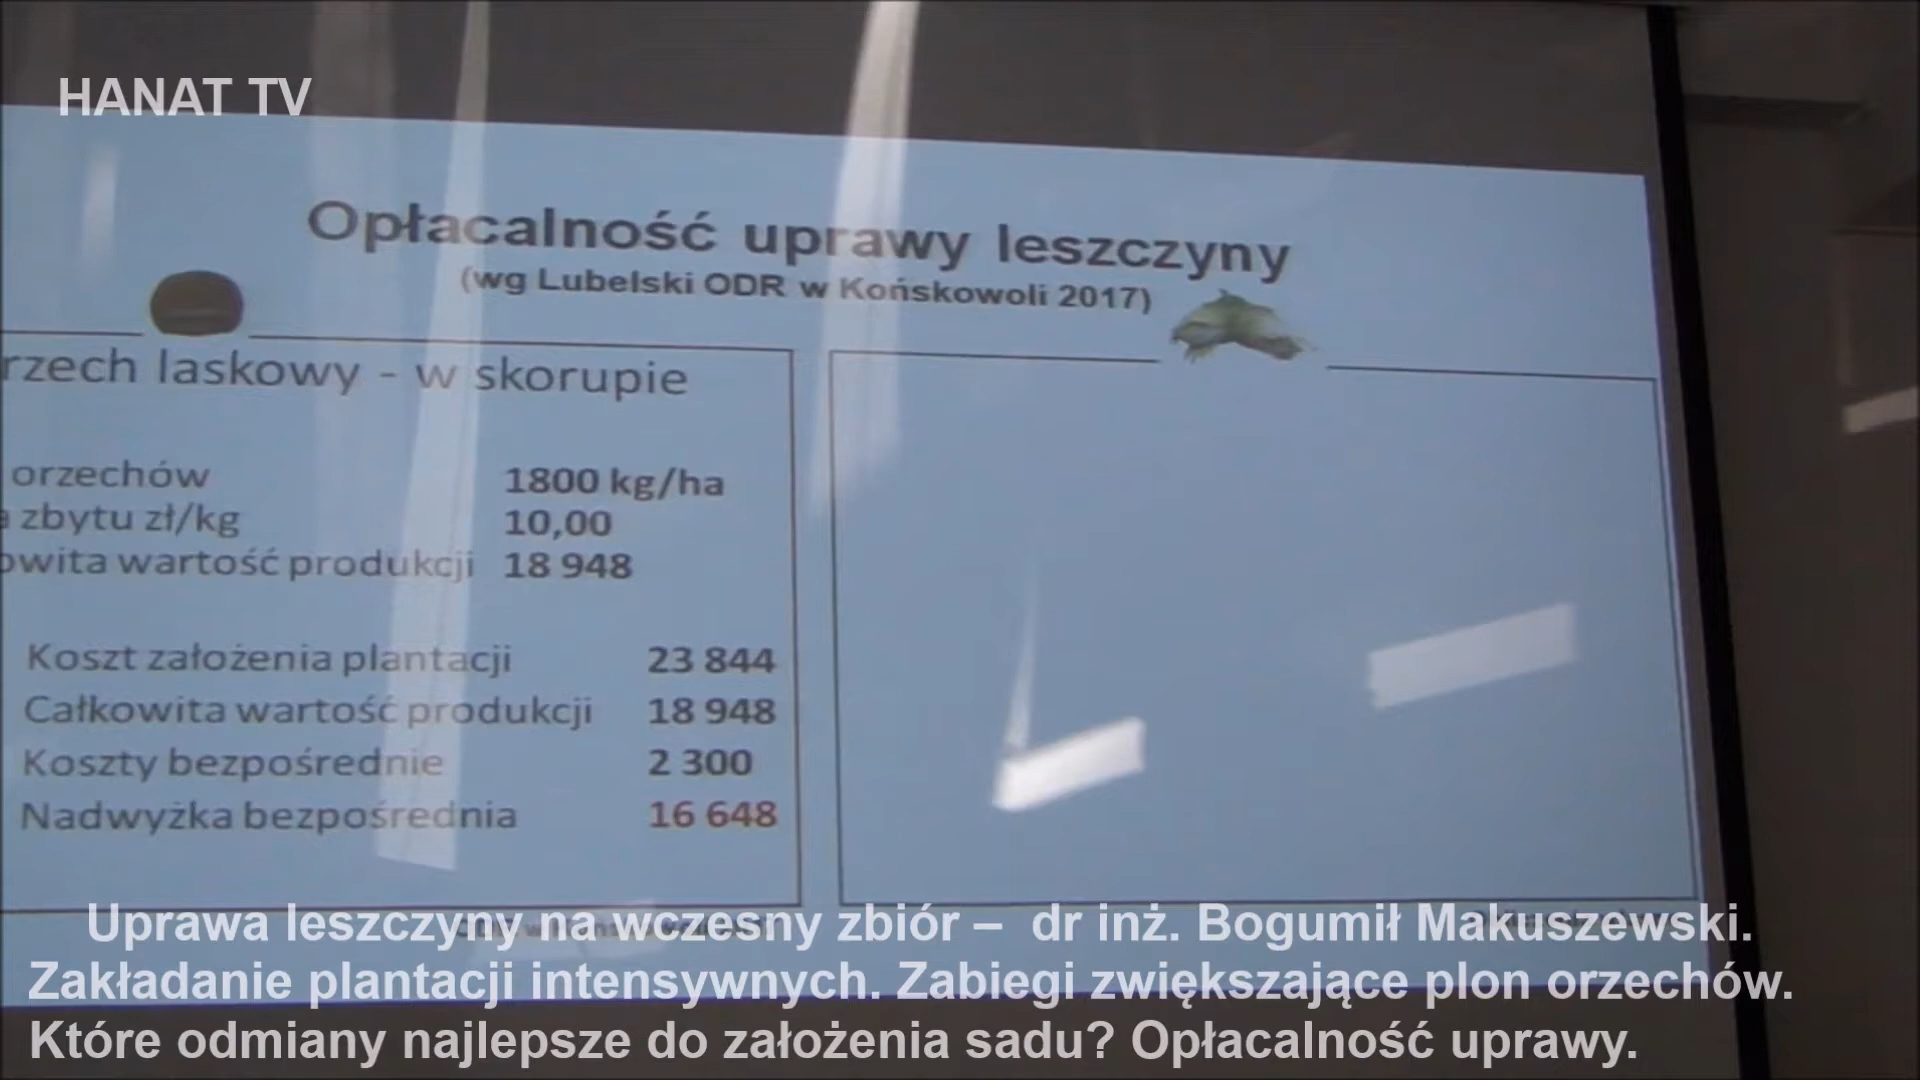 HANAT TV
Opłacalność uprawy leszczyny
(wg Lubelski ODR w Końskowoli 2017)
rzech laskowy - w skorupie
orzechów 1800 kg/ha
a zbytu zł/kg 10,00
owita wartość produkcji 18 948
Koszt założenia plantacji 23 844
Całkowita wartość produkcji 18 948
Koszty bezpośrednie 2 300
Nadwyżka bezpośrednia 16 648
Uprawa leszczyny na wczesny zbiór – dr inż. Bogumił Makuszewski.
Zakładanie plantacji intensywnych. Zabiegi zwiększające plon orzechów.
Które odmiany najlepsze do założenia sadu? Opłacalność uprawy.